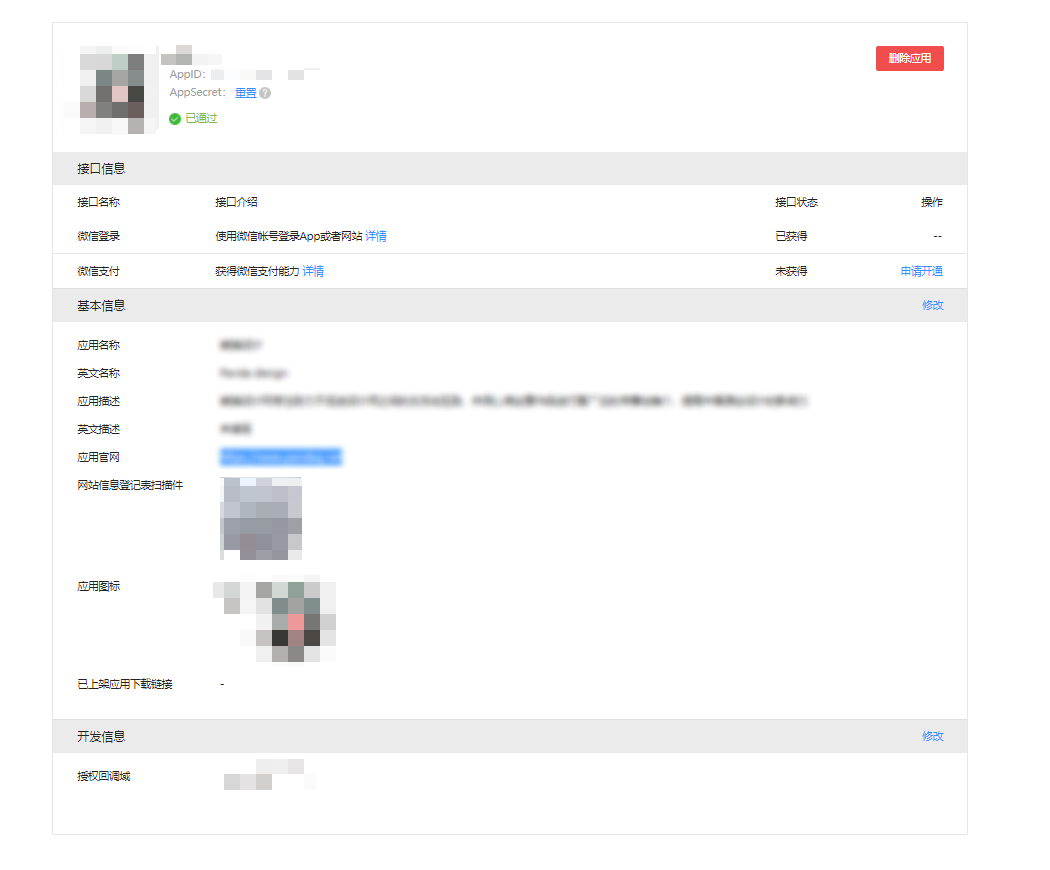 删除应用
AppID:
AppSecret: 重置 ?
已通过
接口信息
接口名称 接口介绍 接口状态 操作
微信登录 使用微信帐号登录App或者网站 详情 已获得 --
微信支付 获得微信支付能力 详情 未获得 申请开通
基本信息 修改
应用名称
英文名称
应用描述
英文描述
应用官网
网站信息登记表扫描件
应用图标
已上架应用下载链接 -
开发信息 修改
授权回调域